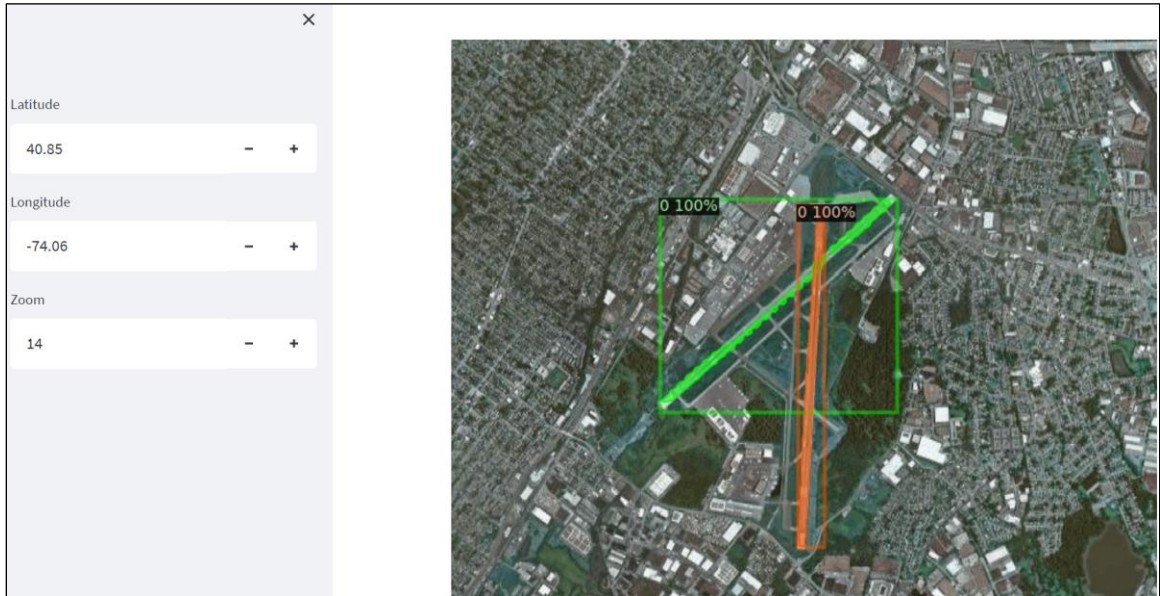 ×
Latitude
40.85 − +
Longitude
-74.06 − +
Zoom
14 − +
0 100%
0 100%